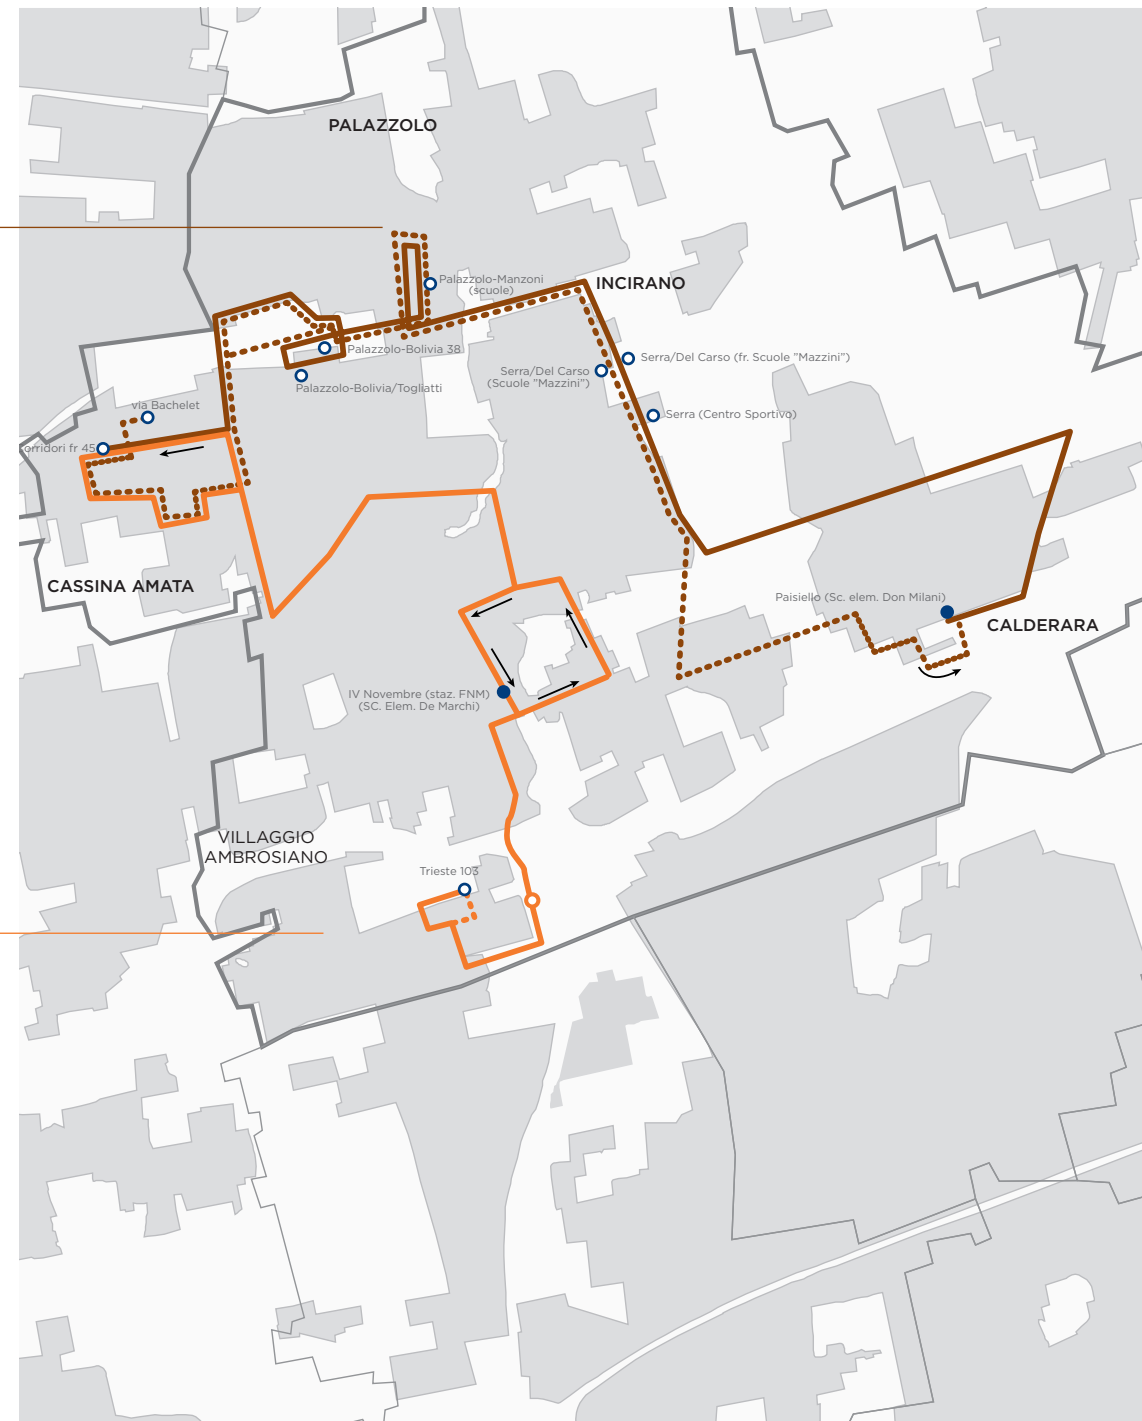 PALAZZOLO
Palazzolo-Manzoni
(scuole)
INCIRANO
Palazzolo-Bolivia 38
Serra/Del Carso (fr. Scuole "Mazzini")
Serra/Del Carso
(Scuole "Mazzini")
Palazzolo-Bolivia/Togliatti
via Bachelet
Serra (Centro Sportivo)
orridori fr 45
CASSINA AMATA
Paisiello (Sc. elem. Don Milani)
CALDERARA
IV Novembre (staz. FNM)
(SC. Elem. De Marchi)
VILLAGGIO
AMBROSIANO
Trieste 103